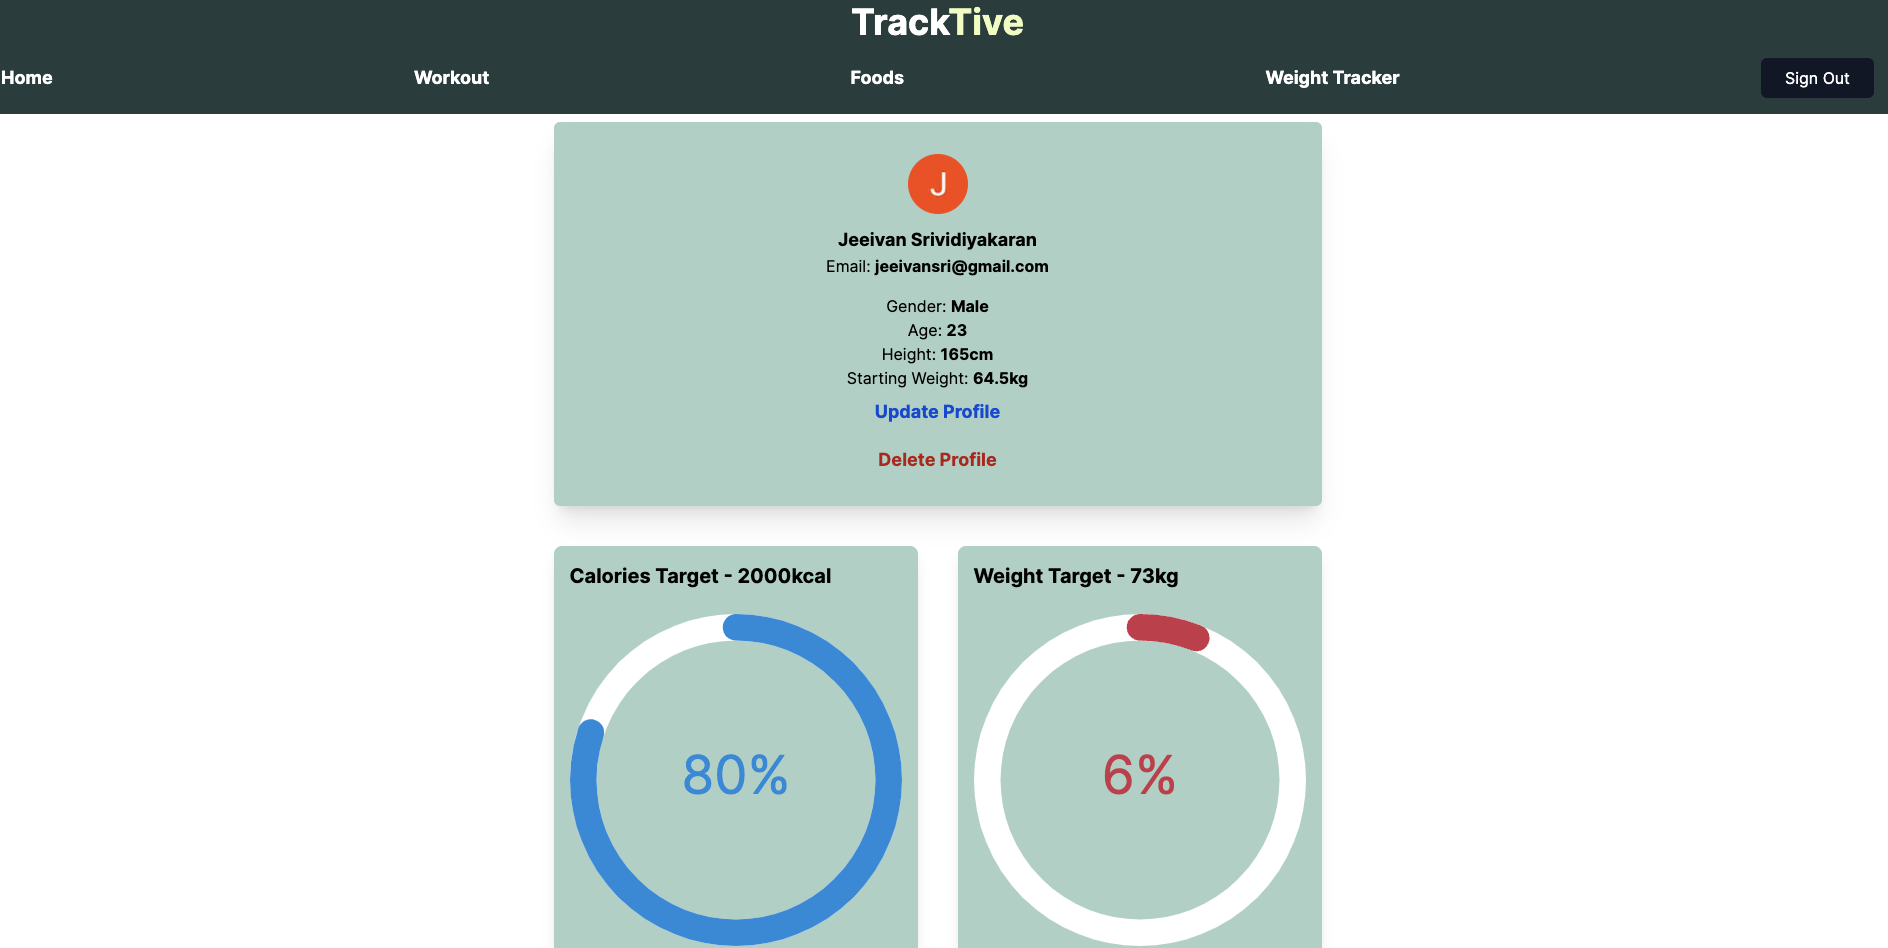 TrackTive
Home Workout Foods Weight Tracker Sign Out
J
Jeeivan Srividiyakaran
Email: jeeivansri@gmail.com
Gender: Male
Age: 23
Height: 165cm
Starting Weight: 64.5kg
Update Profile
Delete Profile
Calories Target - 2000kcal
80%
Weight Target - 73kg
6%